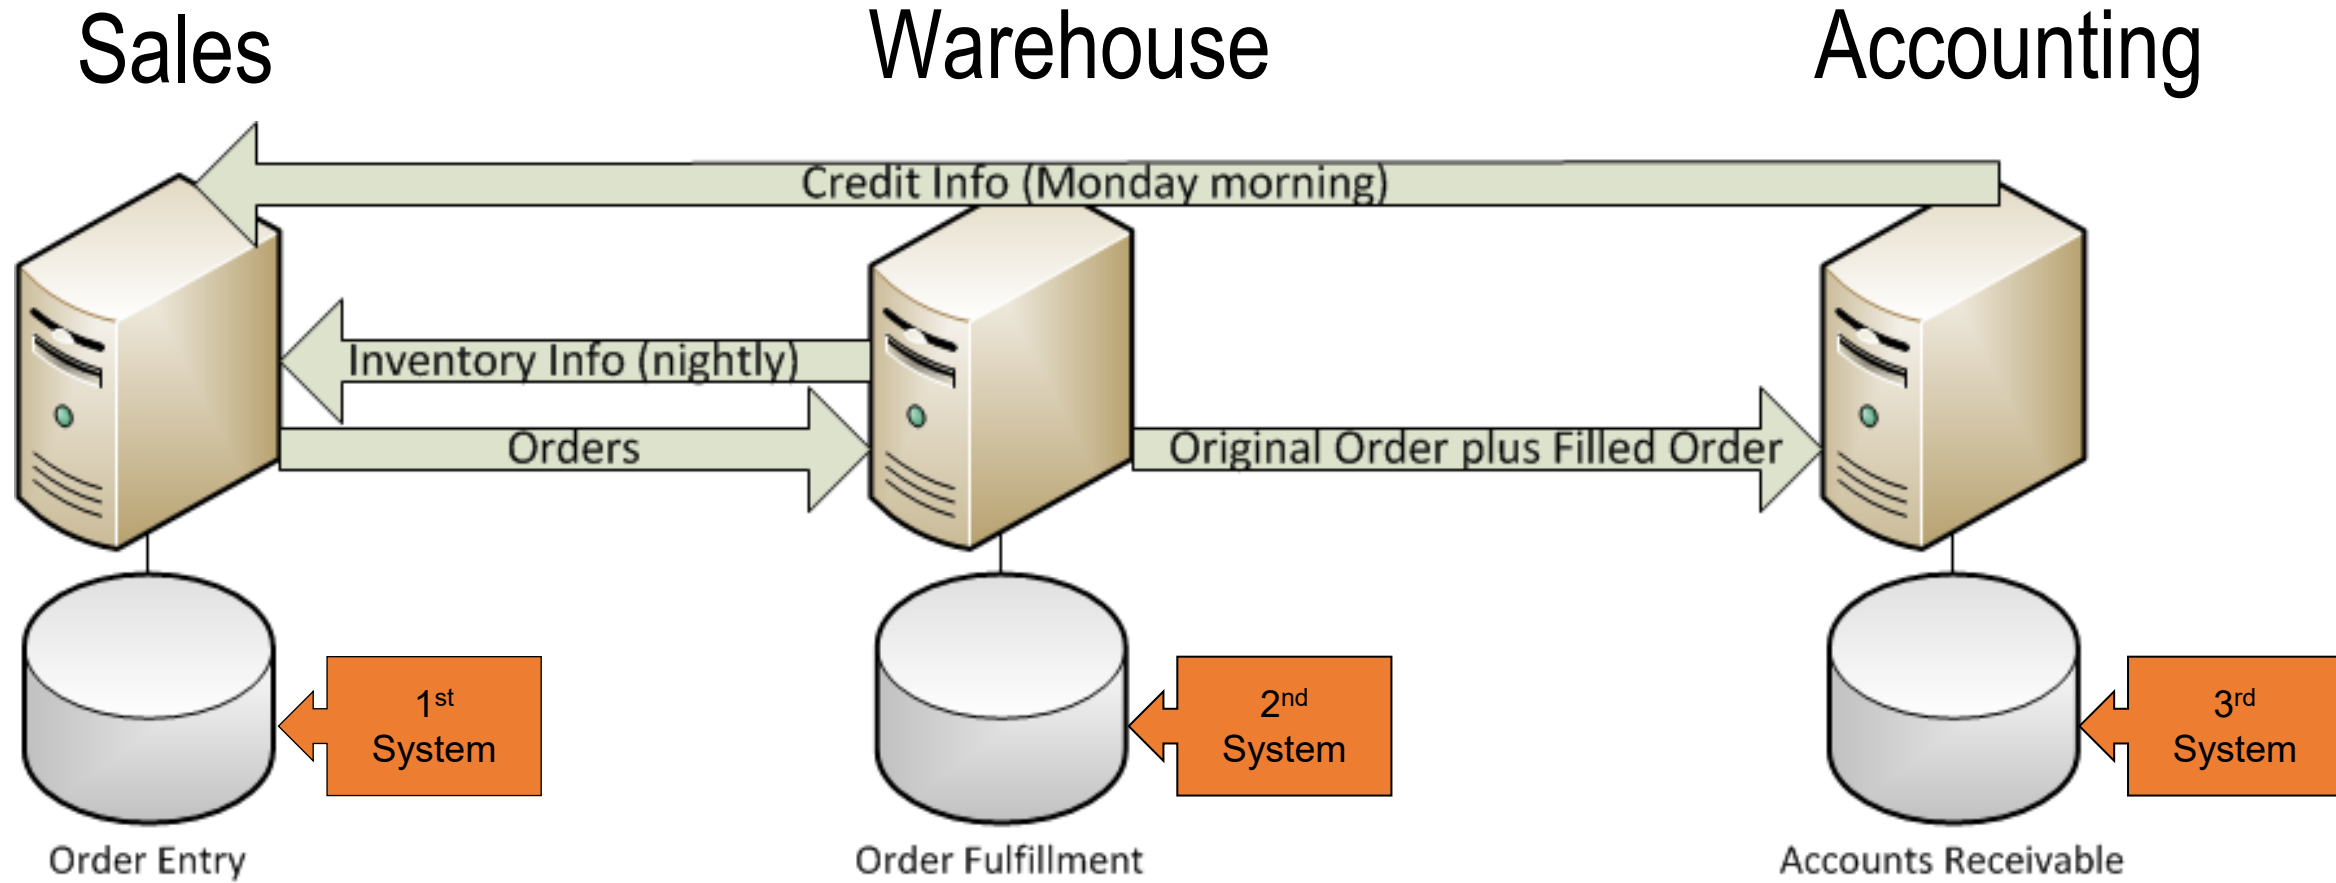 Sales
Warehouse
Accounting
Credit Info (Monday morning)
Inventory Info (nightly)
Orders
Original Order plus Filled Order
1st
System
2nd
System
3rd
System
Order Entry
Order Fulfillment
Accounts Receivable